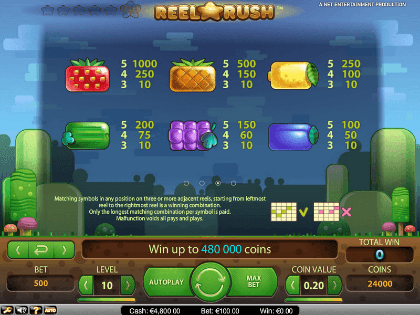 REEL RUSH
A NET ENTERTAINMENT PRODUCTION
5 1000
4 250
3 10
5 500
4 150
3 10
5 250
4 100
3 10
5 200
4 75
3 10
5 150
4 60
3 10
5 100
4 50
3 10
Matching symbols in any position on three or more adjacent reels, starting from leftmost
reel to the rightmost reel is a winning combination.
Only the longest matching combination per symbol is paid.
Malfunction voids all pays and plays.
Win up to 480 000 coins
TOTAL WIN
0
BET
500
LEVEL
10
AUTOPLAY
MAX
BET
COIN VALUE
0.20
COINS
24000
AUTO
Cash: €4,800.00 Bet: €100.00 Win: €0.00